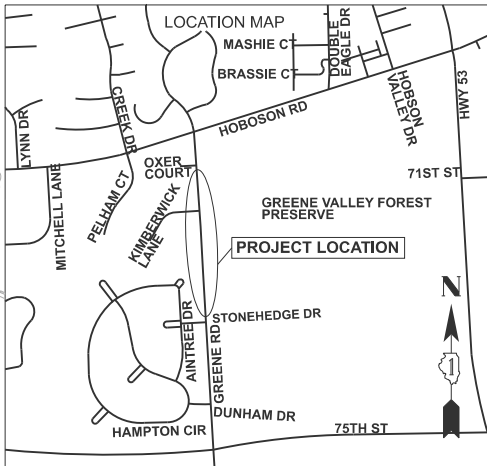 LOCATION MAP
MASHIE CT
BRASSIE CT
DOUBLE
EAGLE DR
HOBSON
VALLEY DR
HWY 53
LYNN DR
CREEK DR
HOBOSON RD
OXER
COURT
71ST ST
MITCHELL LANE
PELHAM CT
KIMBERWICK
LANE
GREENE VALLEY FOREST
PRESERVE
PROJECT LOCATION
N
1
AINTREE DR
GREENE RD
STONEHEDGE DR
DUNHAM DR
HAMPTON CIR
75TH ST